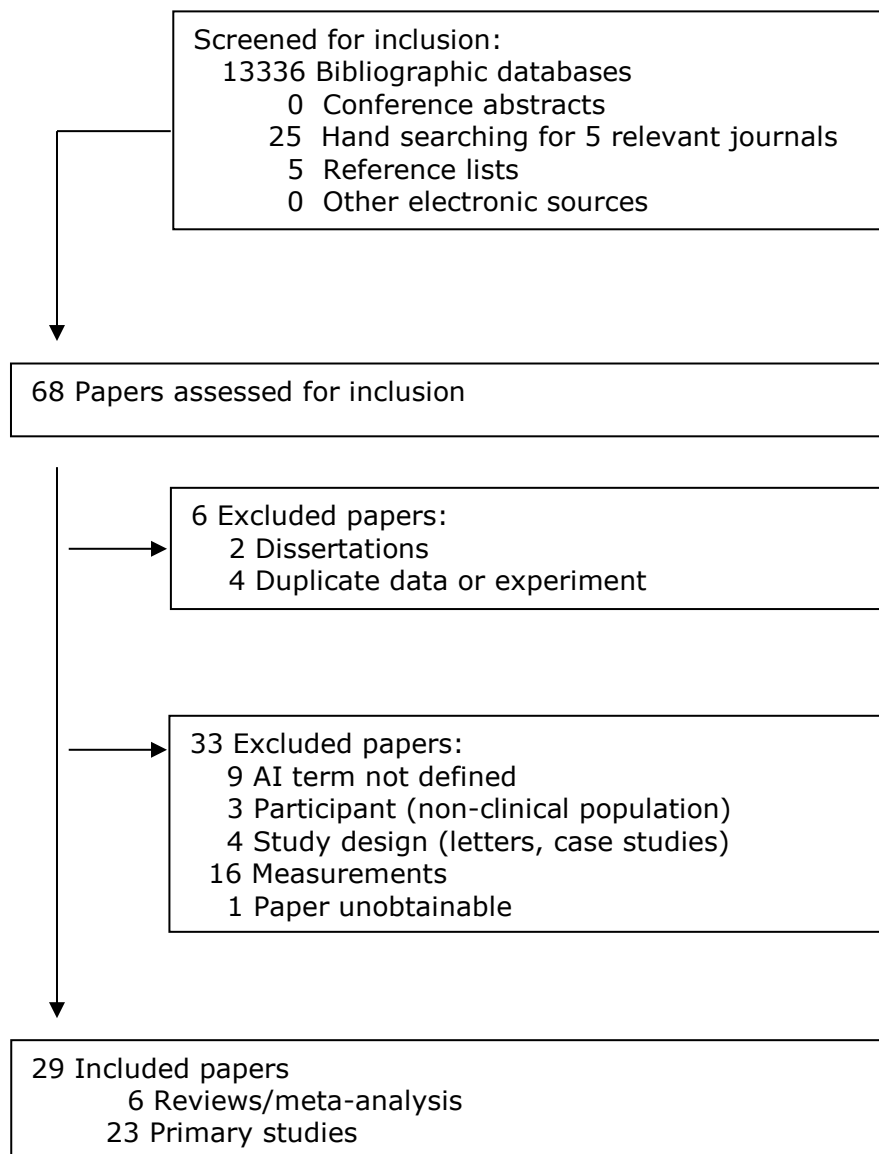 Screened for inclusion:
13336 Bibliographic databases
0 Conference abstracts
25 Hand searching for 5 relevant journals
5 Reference lists
0 Other electronic sources
68 Papers assessed for inclusion
6 Excluded papers:
2 Dissertations
4 Duplicate data or experiment
33 Excluded papers:
9 AI term not defined
3 Participant (non-clinical population)
4 Study design (letters, case studies)
16 Measurements
1 Paper unobtainable
29 Included papers
6 Reviews/meta-analysis
23 Primary studies